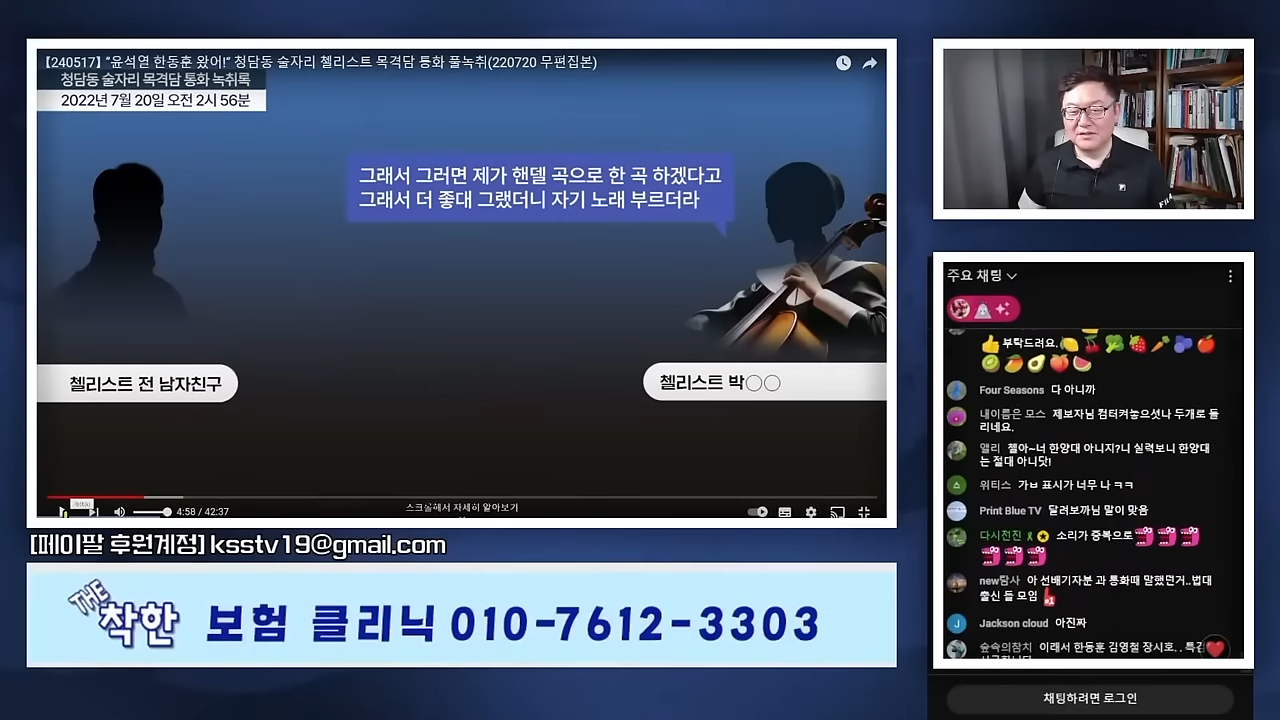 【240517】 "윤석열 한동훈 왔어!" 청담동 술자리 첼리스트 목격담 통화 풀녹취(220720 무편집본)
청담동 술자리 목격담 통화 녹취록
2022년 7월 20일 오전 2시 56분
그래서 그러면 제가 핸델 곡으로 한 곡 하겠다고
그래서 더 좋대 그랬더니 자기 노래 부르더라
첼리스트 전 남자친구
첼리스트 박○○
4:58 / 42:37
스크롤해서 자세히 알아보기
[페이팔 후원계정] ksstv19@gmail.com
THE
착한
보험 클리닉 010-7612-3303
주요 채팅
부탁드려요.
Four Seasons 다 아니까
내이름은 모스 제보자님 컴터켜놓으셧나 두개로 들
리네요.
앨리 첼아~너 한양대 아니지?니 실력보니 한양대
는 절대 아니닷!
위티스 가ㅂ 표시가 너무 나 ㅋㅋ
Print Blue TV 달려보까님 말이 맞음
다시전진 소리가 중복으로
new탐사 아 선배기자분 과 통화때 말했던거..법대
출신 들 모임
Jackson cloud 아진짜
숲속의참치 이래서 한동훈 김영철 장시호. . 특검
채팅하려면 로그인